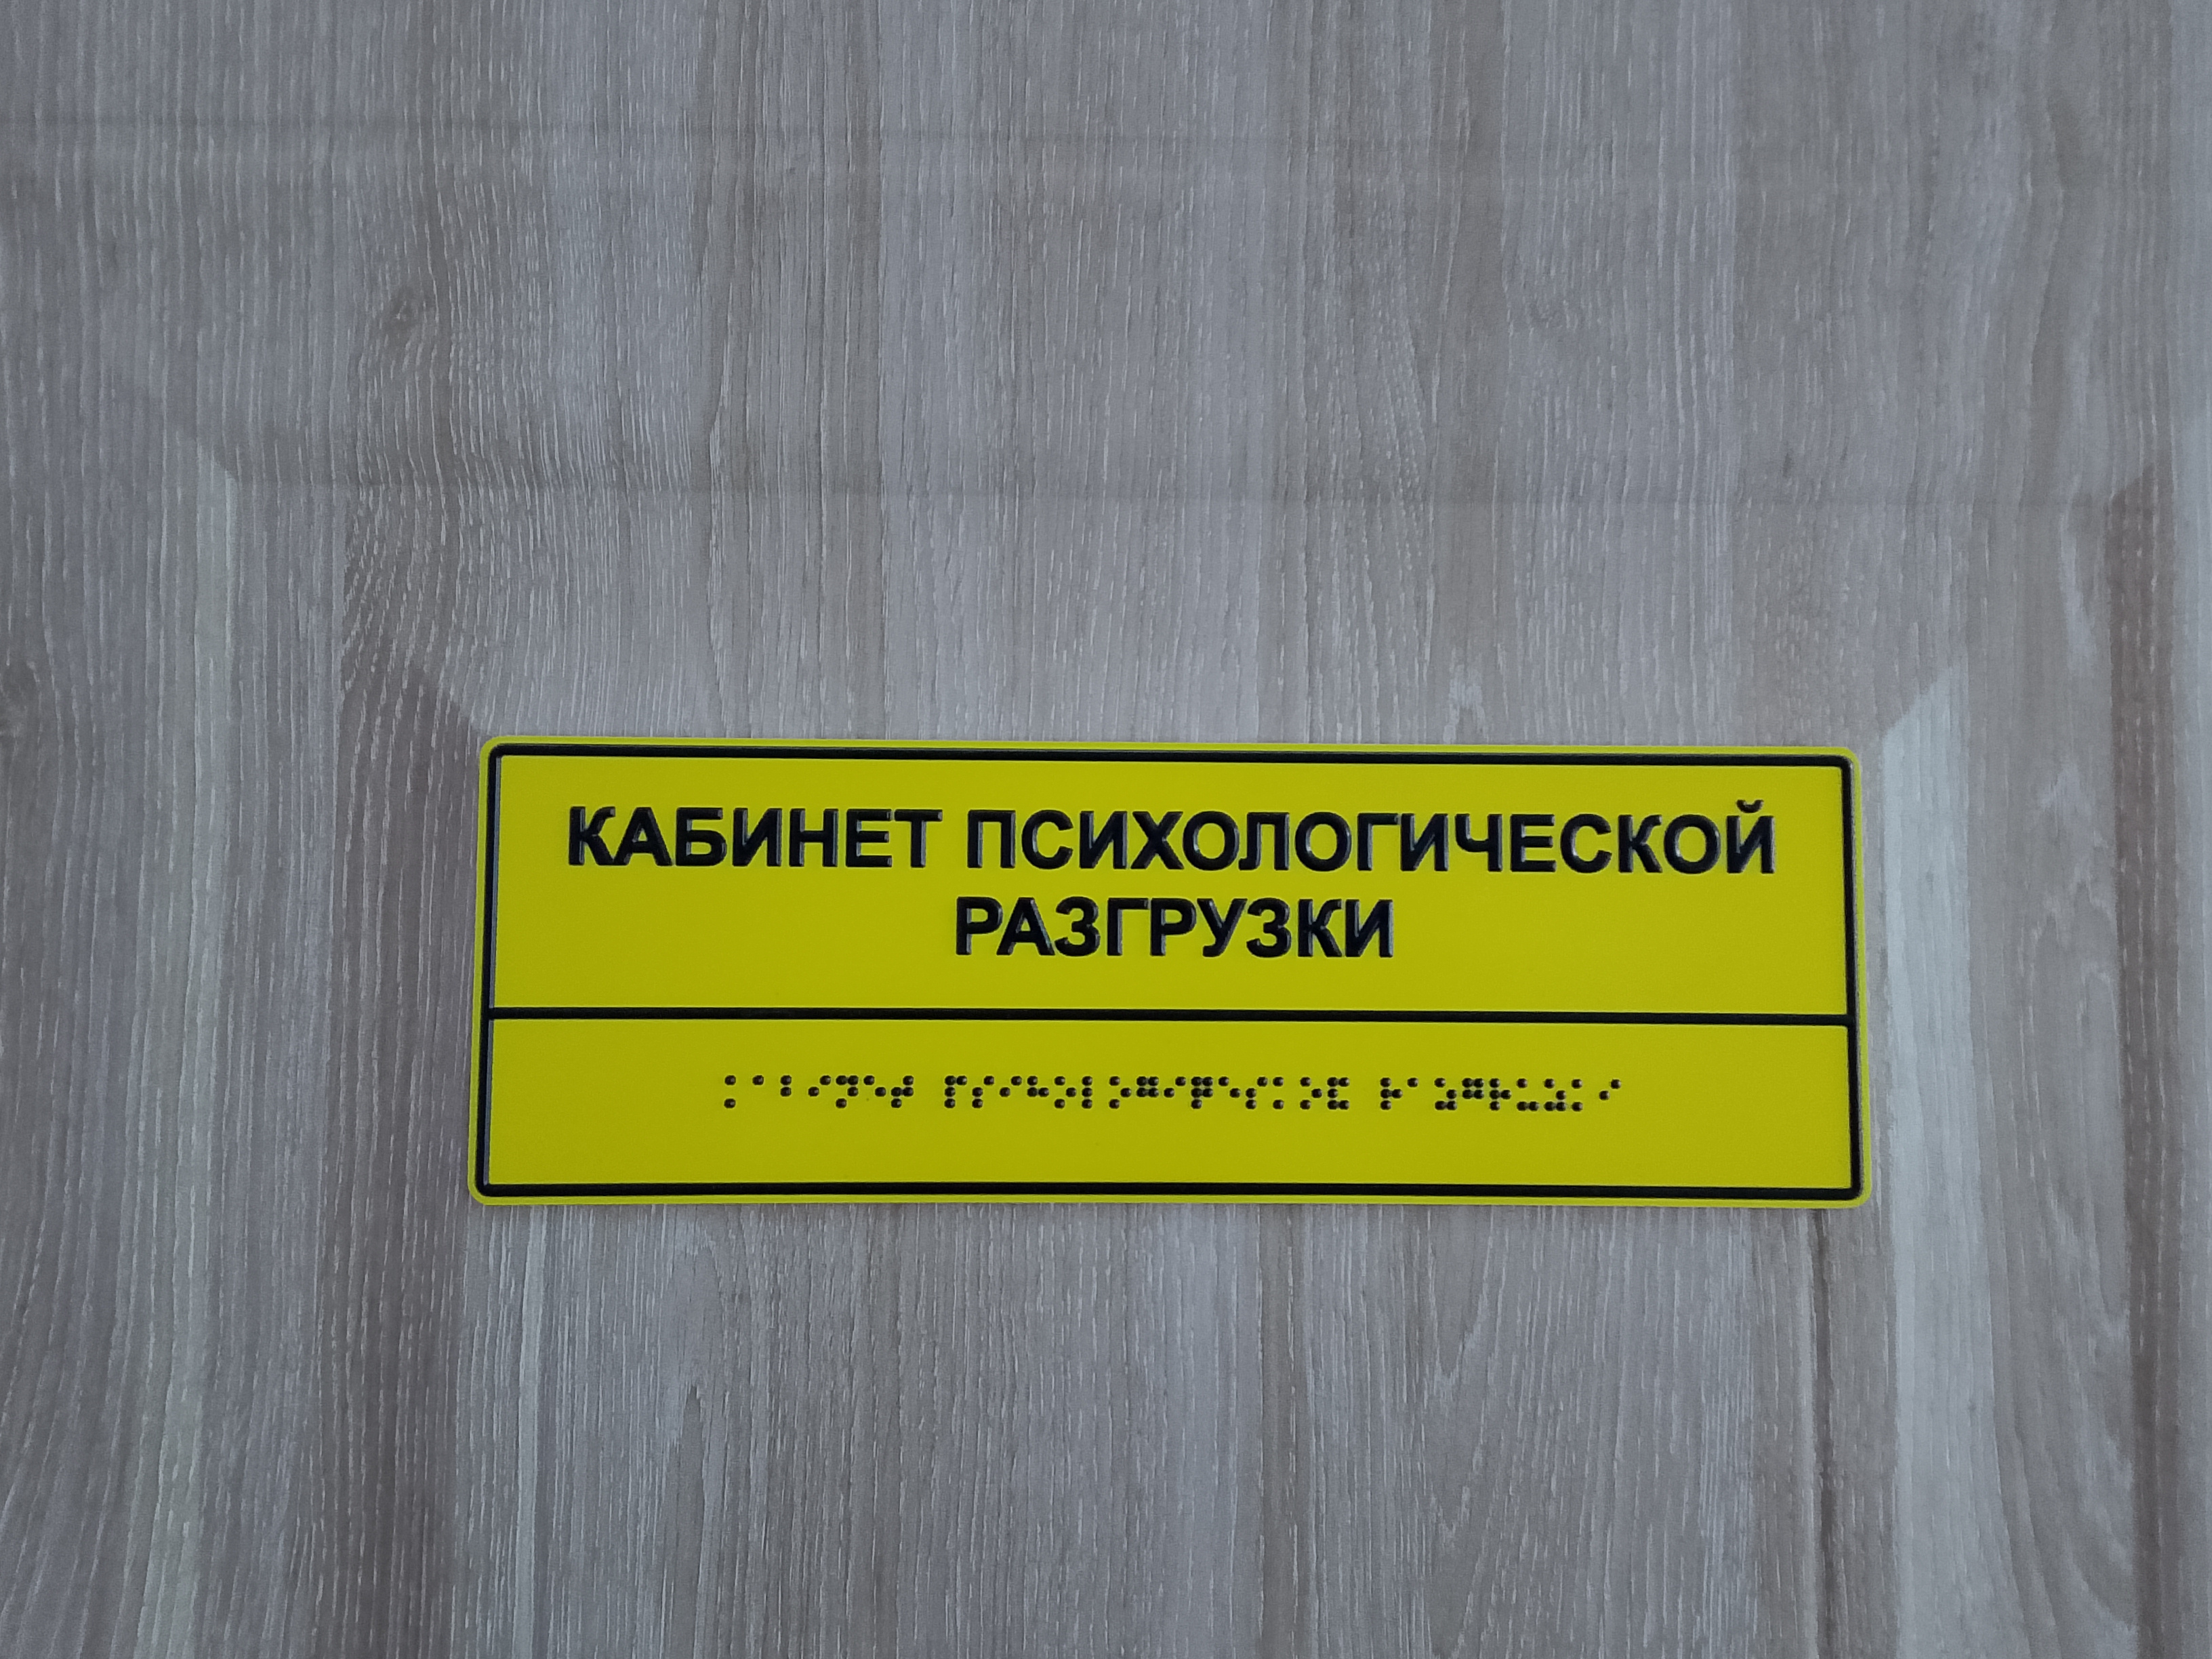 КАБИНЕТ ПСИХОЛОГИЧЕСКОЙ
РАЗГРУЗКИ
⠅⠁⠃⠊⠝⠑⠞ ⠏⠎⠊⠓⠕⠇⠕⠛⠊⠟⠑⠎⠅⠕⠯ ⠗⠁⠵⠛⠗⠥⠵⠅⠊